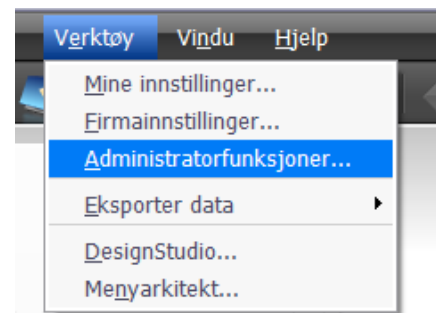 Verktøy Vindu Hjelp
Mine innstillinger...
Firmainnstillinger...
Administratorfunksjoner...
Eksporter data
DesignStudio...
Menyarkitekt...